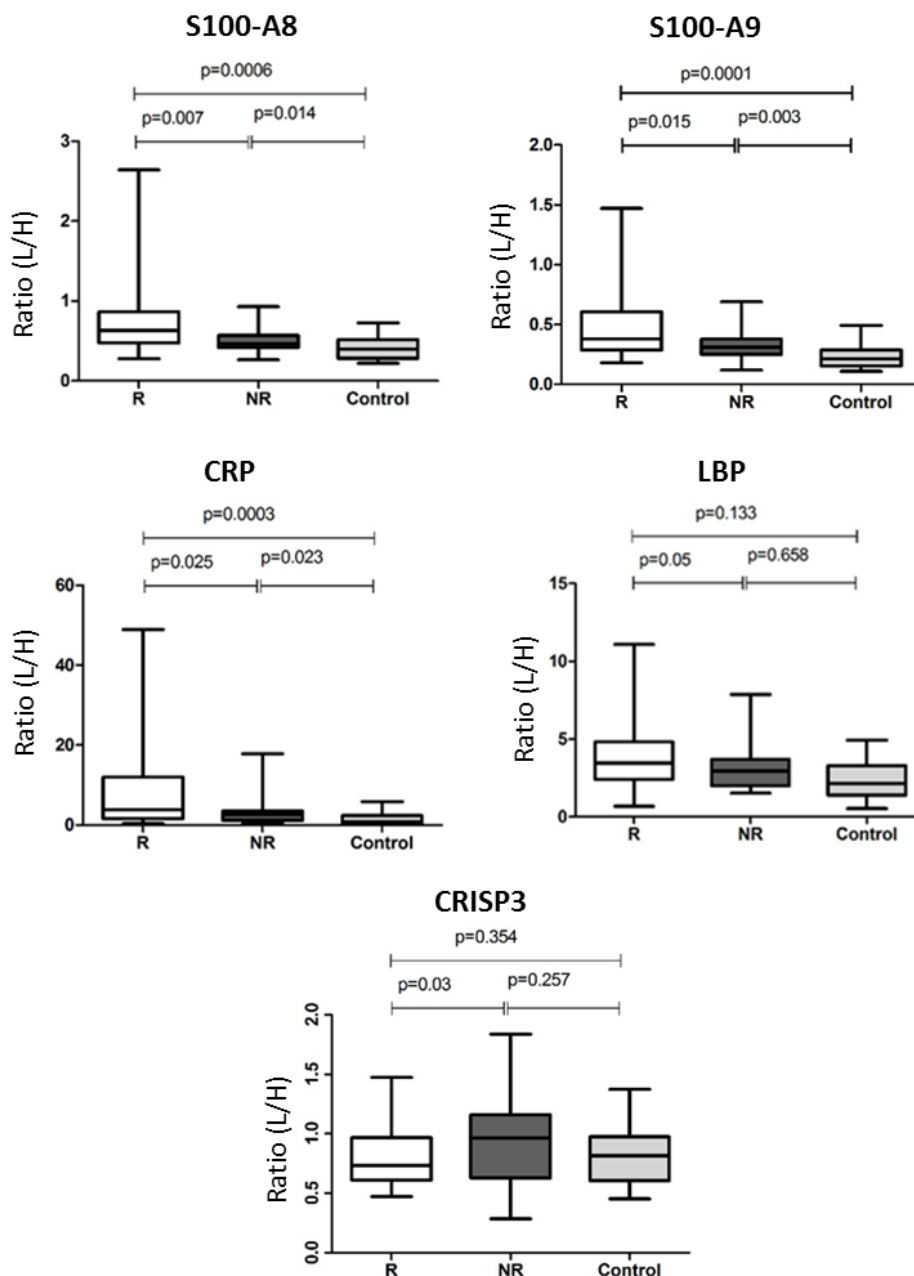 S100-A8
p=0.0006
p=0.007
p=0.014
3
2
1
0
Ratio (L/H)
R
NR
Control
S100-A9
p=0.0001
p=0.015
p=0.003
2.0
1.5
1.0
0.5
0.0
Ratio (L/H)
R
NR
Control
CRP
p=0.0003
p=0.025
p=0.023
60
40
20
0
Ratio (L/H)
R
NR
Control
LBP
p=0.133
p=0.05
p=0.658
15
10
5
0
Ratio (L/H)
R
NR
Control
CRISP3
p=0.354
p=0.03
p=0.257
2.0
1.5
1.0
0.5
0.0
Ratio (L/H)
R
NR
Control